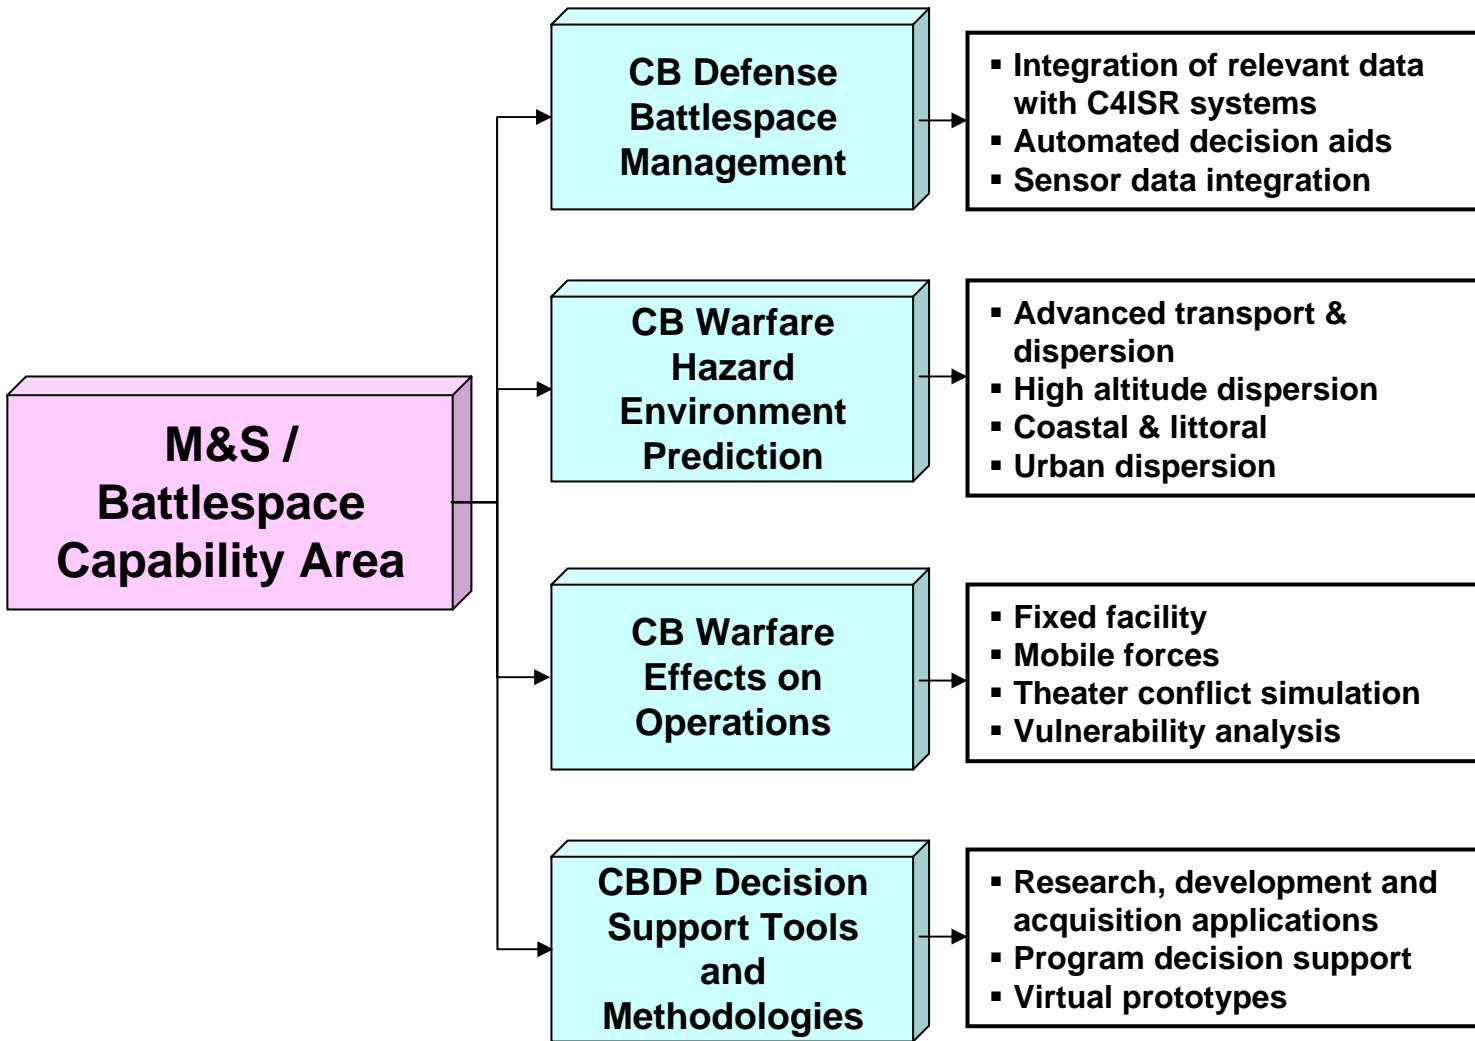 M&S /
Battlespace
Capability Area
CB Defense
Battlespace
Management
▪ Integration of relevant data
with C4ISR systems
▪ Automated decision aids
▪ Sensor data integration
CB Warfare
Hazard
Environment
Prediction
▪ Advanced transport &
dispersion
▪ High altitude dispersion
▪ Coastal & littoral
▪ Urban dispersion
CB Warfare
Effects on
Operations
▪ Fixed facility
▪ Mobile forces
▪ Theater conflict simulation
▪ Vulnerability analysis
CBDP Decision
Support Tools
and
Methodologies
▪ Research, development and
acquisition applications
▪ Program decision support
▪ Virtual prototypes